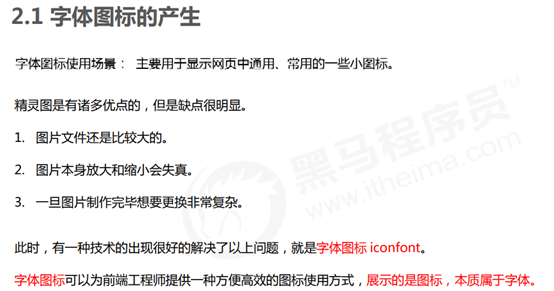 2.1 字体图标的产生
字体图标使用场景： 主要用于显示网页中通用、常用的一些小图标。
精灵图是有诸多优点的，但是缺点很明显。
1. 图片文件还是比较大的。
2. 图片本身放大和缩小会失真。
3. 一旦图片制作完毕想要更换非常复杂。
此时，有一种技术的出现很好的解决了以上问题，就是字体图标 iconfont。
字体图标可以为前端工程师提供一种方便高效的图标使用方式，展示的是图标，本质属于字体。
黑马程序员™
www.itheima.com